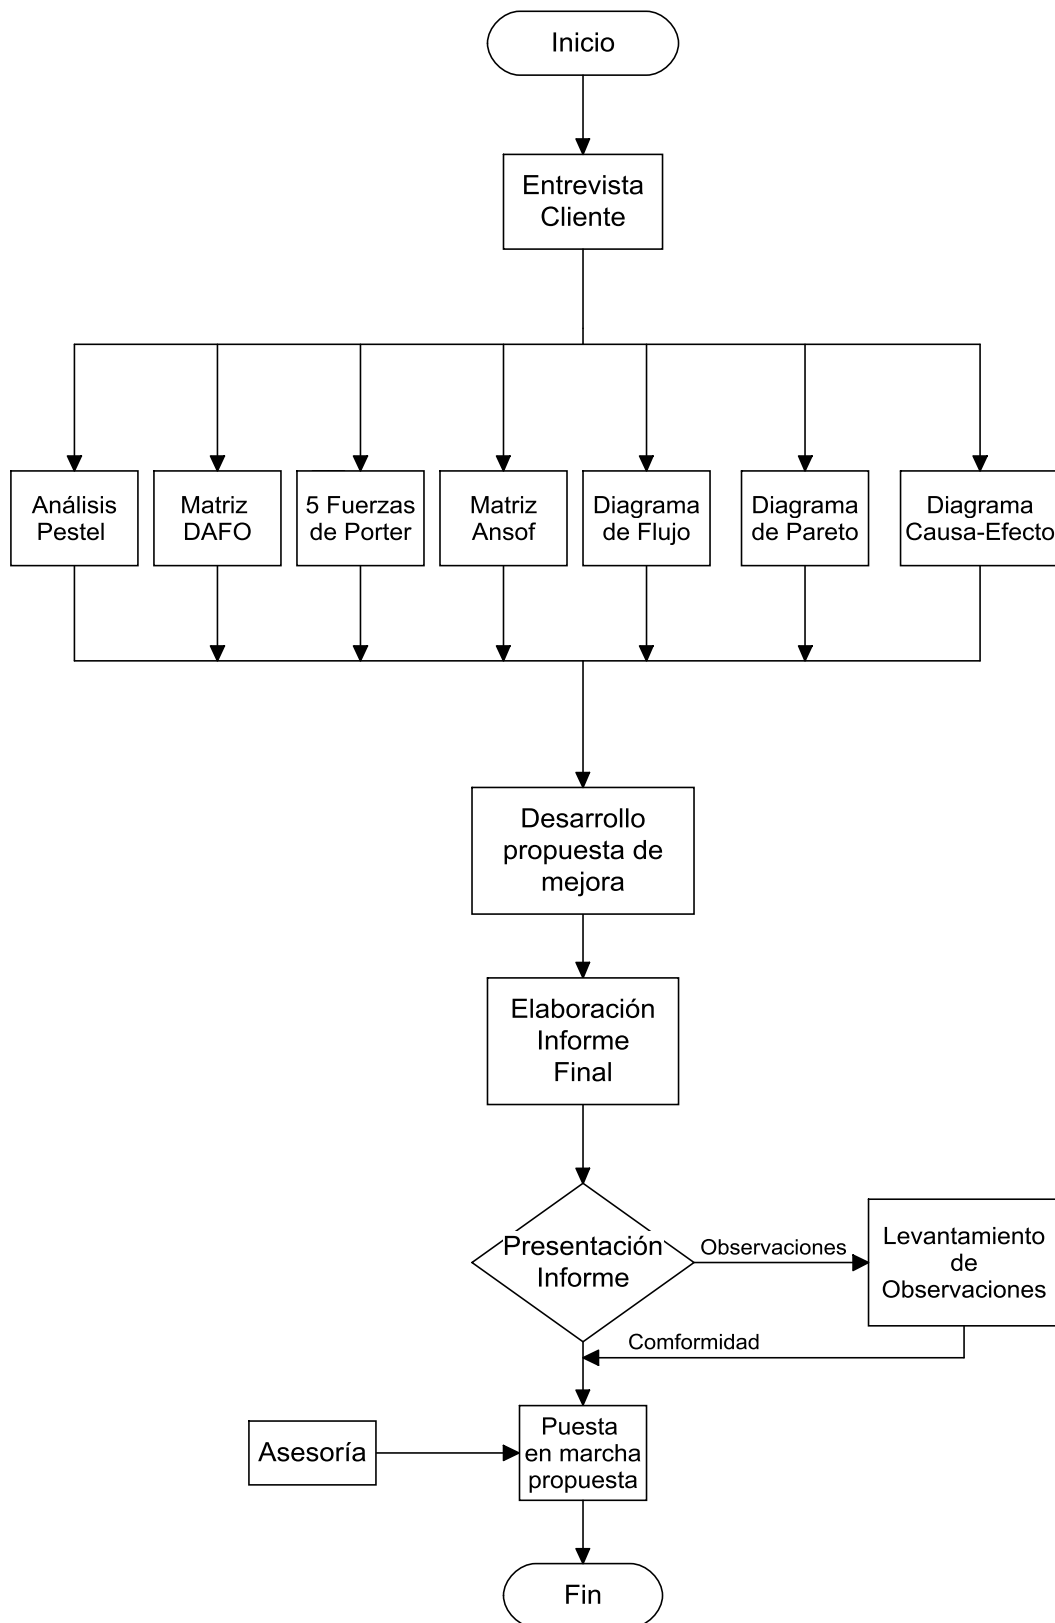 Inicio
Entrevista
Cliente
Análisis
Pestel
Matriz
DAFO
5 Fuerzas
de Porter
Matriz
Ansof
Diagrama
de Flujo
Diagrama
de Pareto
Diagrama
Causa-Efecto
Desarrollo
propuesta de
mejora
Elaboración
Informe
Final
Presentación
Informe
Observaciones
Levantamiento
de
Observaciones
Comformidad
Asesoría
Puesta
en marcha
propuesta
Fin